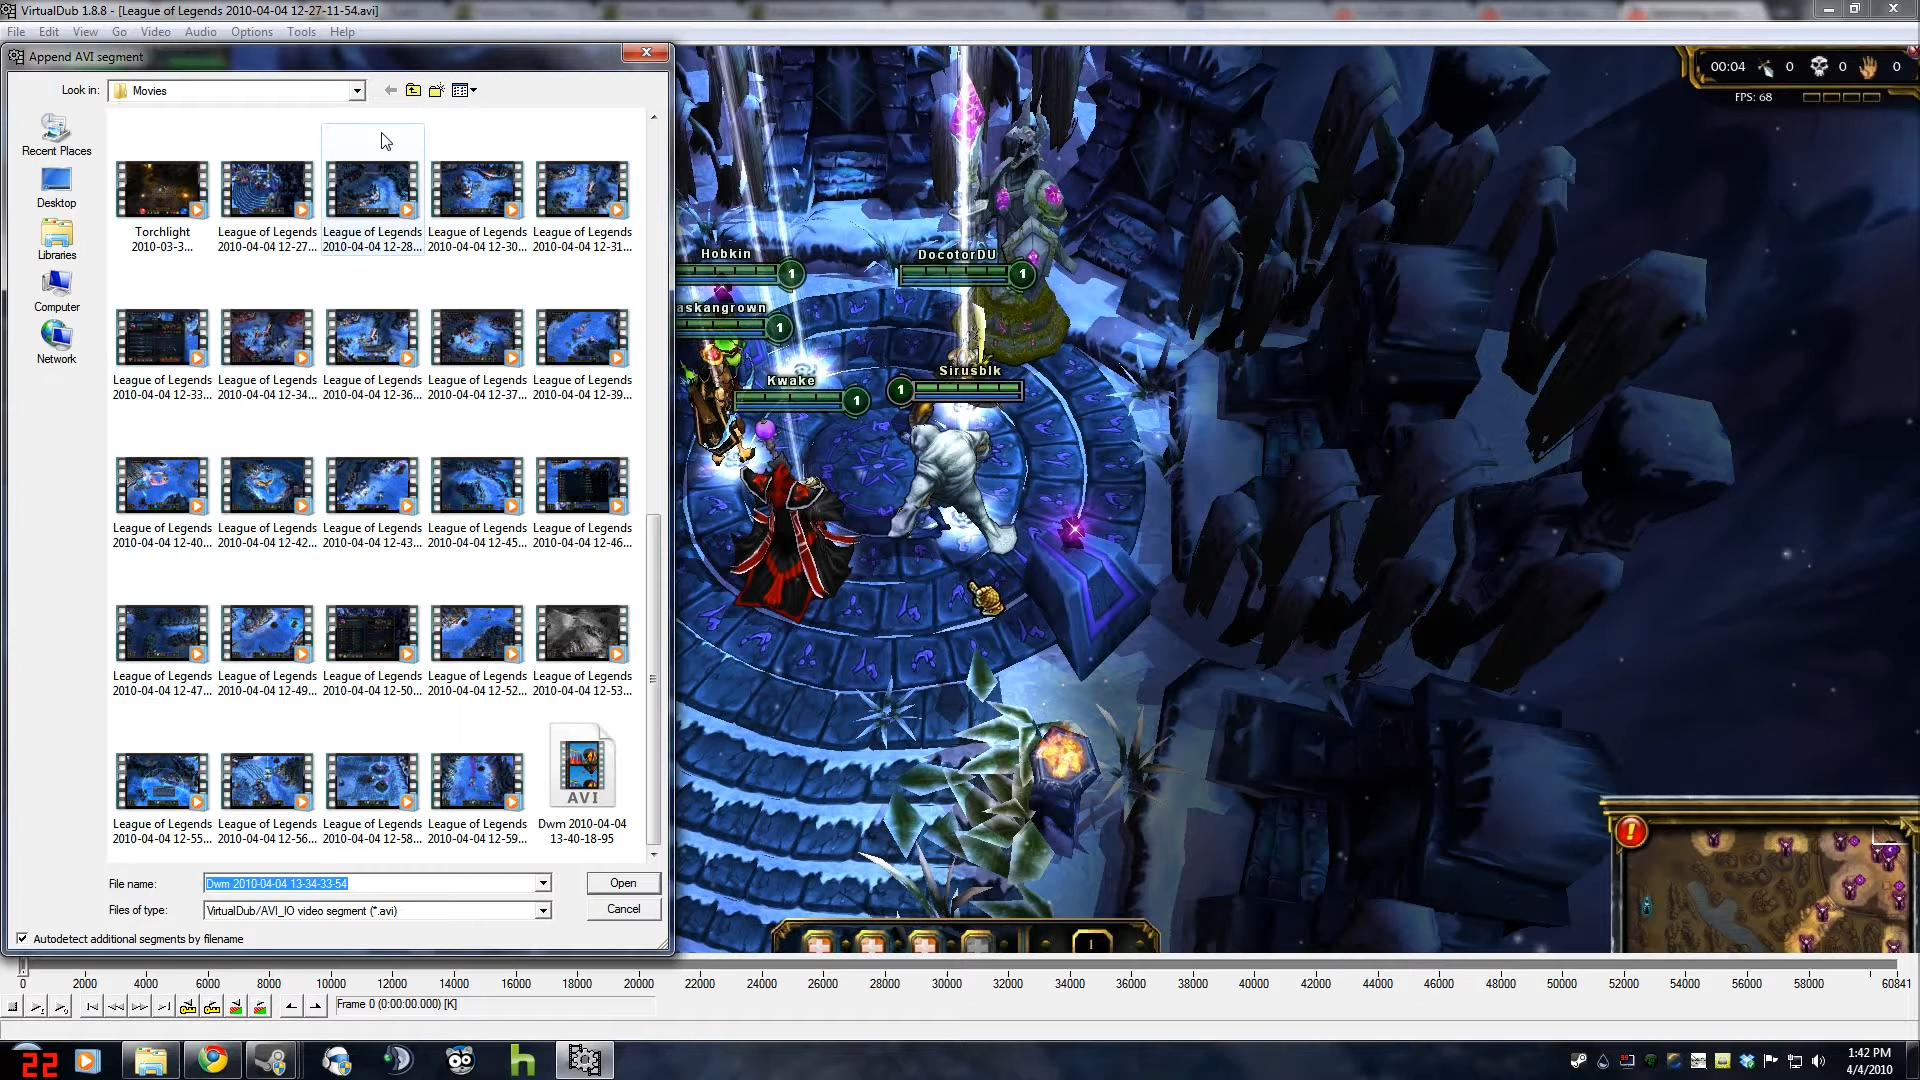 VirtualDub 1.8.8 - [League of Legends 2010-04-04 12-27-11-54.avi]
File Edit View Go Video Audio Options Tools Help
Append AVI segment
Look in: Movies
Recent Places
Desktop
Libraries
Computer
Network
Torchlight
2010-03-3...
League of Legends
2010-04-04 12-27...
League of Legends
2010-04-04 12-28...
League of Legends
2010-04-04 12-30...
League of Legends
2010-04-04 12-31...
League of Legends
2010-04-04 12-33...
League of Legends
2010-04-04 12-34...
League of Legends
2010-04-04 12-36...
League of Legends
2010-04-04 12-37...
League of Legends
2010-04-04 12-39...
League of Legends
2010-04-04 12-40...
League of Legends
2010-04-04 12-42...
League of Legends
2010-04-04 12-43...
League of Legends
2010-04-04 12-45...
League of Legends
2010-04-04 12-46...
League of Legends
2010-04-04 12-47...
League of Legends
2010-04-04 12-49...
League of Legends
2010-04-04 12-50...
League of Legends
2010-04-04 12-52...
League of Legends
2010-04-04 12-53...
League of Legends
2010-04-04 12-55...
League of Legends
2010-04-04 12-56...
League of Legends
2010-04-04 12-58...
League of Legends
2010-04-04 12-59...
AVI
Dwm 2010-04-04
13-40-18-95
File name: Dwm 2010-04-04 13-34-33-54 Open
Files of type: VirtualDub/AVI_IO video segment (*.avi) Cancel
Autodetect additional segments by filename
00:04 0 0 0
FPS: 68
Hobkin
1
DocotorDU
1
askangrown
1
Kwake
1
Sirusblk
1
1
0 2000 4000 6000 8000 10000 12000 14000 16000 18000 20000 22000 24000 26000 28000 30000 32000 34000 36000 38000 40000 42000 44000 46000 48000 50000 52000 54000 56000 58000 60841
Frame 0 (0:00:00.000) [K]
22
h
1:42 PM
4/4/2010